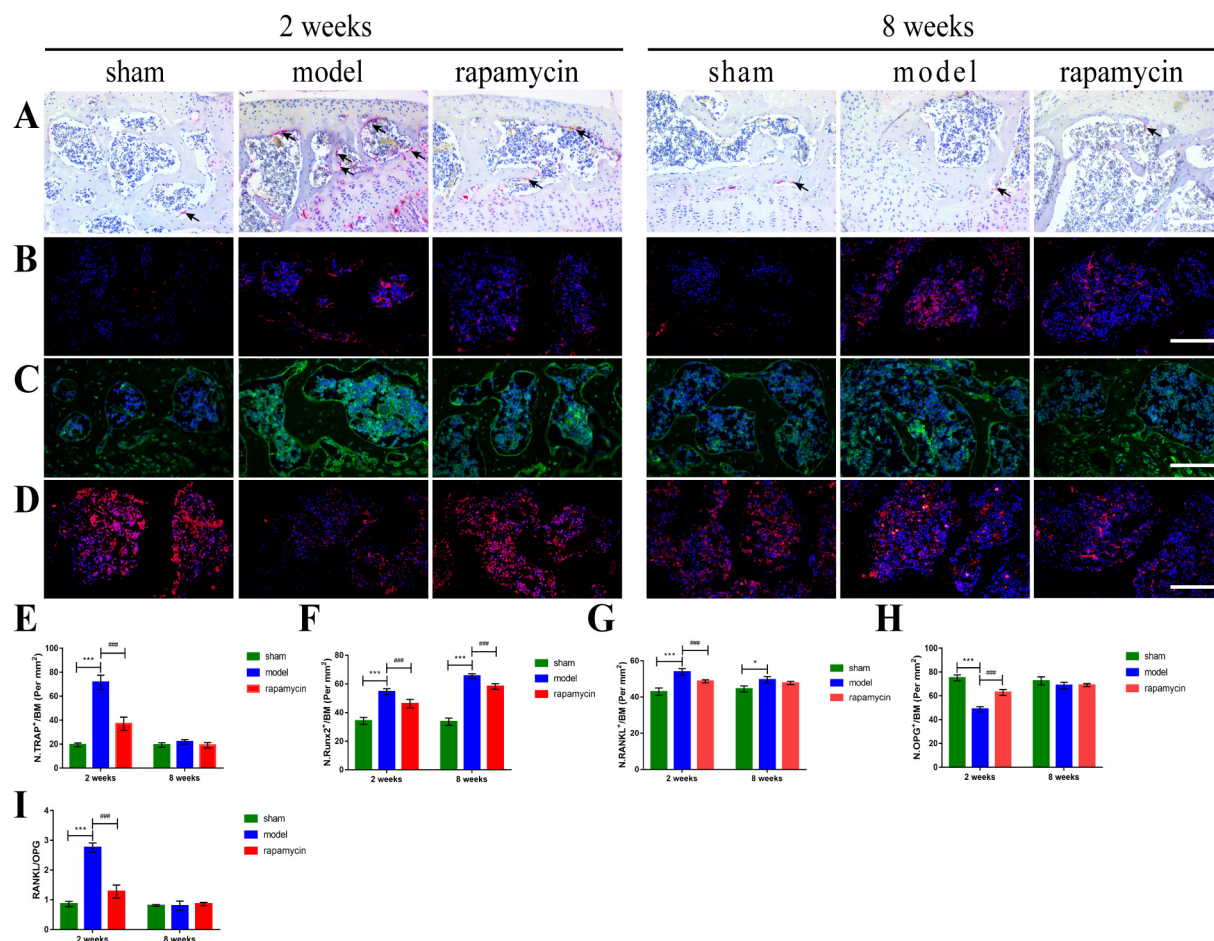 2 weeks 8 weeks
sham model rapamycin sham model rapamycin
A
B
C
D
E F G H
N.TRAP⁺/BM (Per mm²)
100
80
60
40
20
0
*** ###
sham
model
rapamycin
2 weeks 8 weeks
N.Runx2⁺/BM (Per mm²)
80
60
40
20
0
*** ### *** ###
sham
model
rapamycin
2 weeks 8 weeks
N.RANKL⁺/BM (Per mm²)
60
40
20
0
*** ### *
sham
model
rapamycin
2 weeks 8 weeks
N.OPG⁺/BM (Per mm²)
100
80
60
40
20
0
*** ###
sham
model
rapamycin
2 weeks 8 weeks
I
RANKL/OPG
4
3
2
1
0
*** ###
sham
model
rapamycin
2 weeks 8 weeks